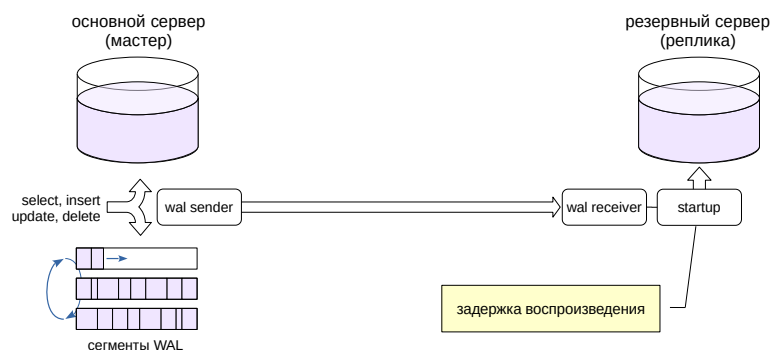 основной сервер
(мастер)
резервный сервер
(реплика)
select, insert
update, delete
wal sender
wal receiver
startup
задержка воспроизведения
сегменты WAL